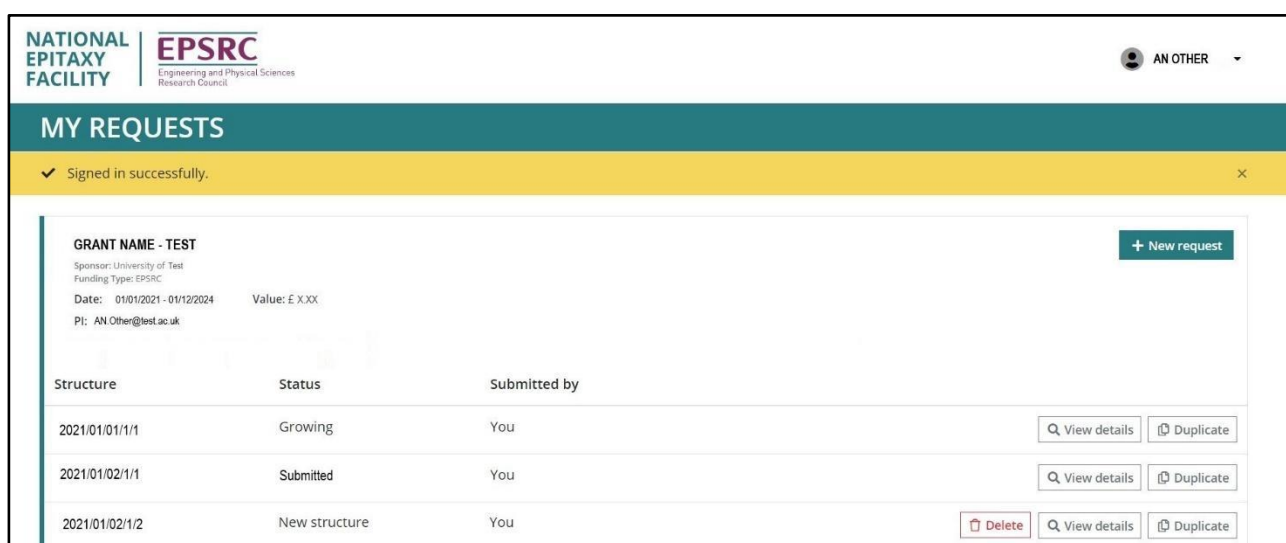 NATIONAL
EPITAXY
FACILITY
EPSRC
Engineering and Physical Sciences
Research Council
AN OTHER
MY REQUESTS
Signed in successfully.
GRANT NAME - TEST
+ New request
Sponsor: University of Test
Funding Type: EPSRC
Date: 01/01/2021 - 01/12/2024 Value: £ X.XX
PI: AN.Other@test.ac.uk
Structure Status Submitted by
2021/01/01/1/1 Growing You View details Duplicate
2021/01/02/1/1 Submitted You View details Duplicate
2021/01/02/1/2 New structure You Delete View details Duplicate